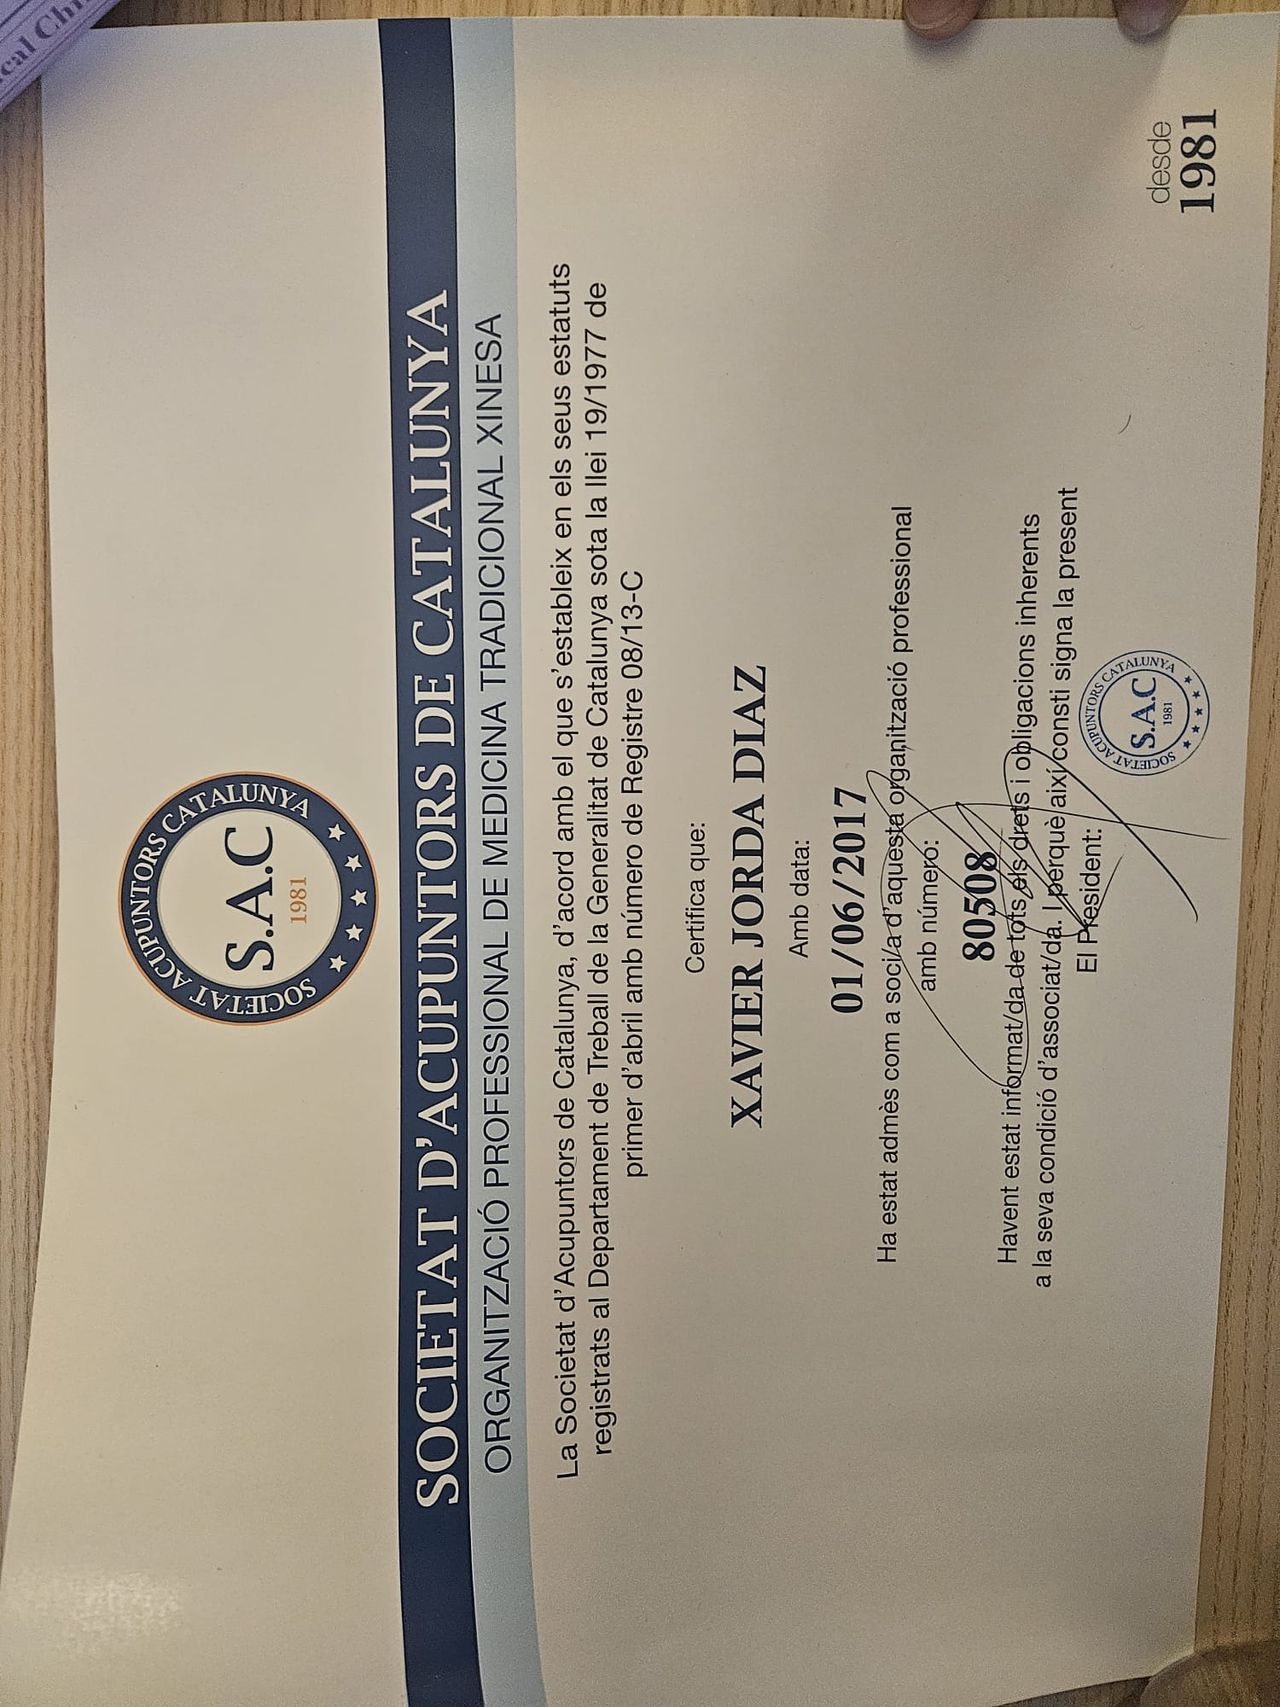 ical Chi
SOCIETAT ACUPUNTORS CATALUNYA
S.A.C
1981
SOCIETAT D'ACUPUNTORS DE CATALUNYA
ORGANITZACIÓ PROFESSIONAL DE MEDICINA TRADICIONAL XINESA
La Societat d'Acupuntors de Catalunya, d'acord amb el que s'estableix en els seus estatuts
registrats al Departament de Treball de la Generalitat de Catalunya sota la llei 19/1977 de
primer d'abril amb número de Registre 08/13-C
Certifica que:
XAVIER JORDA DIAZ
Amb data:
01/06/2017
Ha estat admès com a soci/a d'aquesta organització professional
amb número:
80508
Havent estat informat/da de tots els drets i obligacions inherents
a la seva condició d'associat/da. I perquè així consti signa la present
El President:
SOCIETAT ACUPUNTORS CATALUNYA
S.A.C
1981
desde
1981